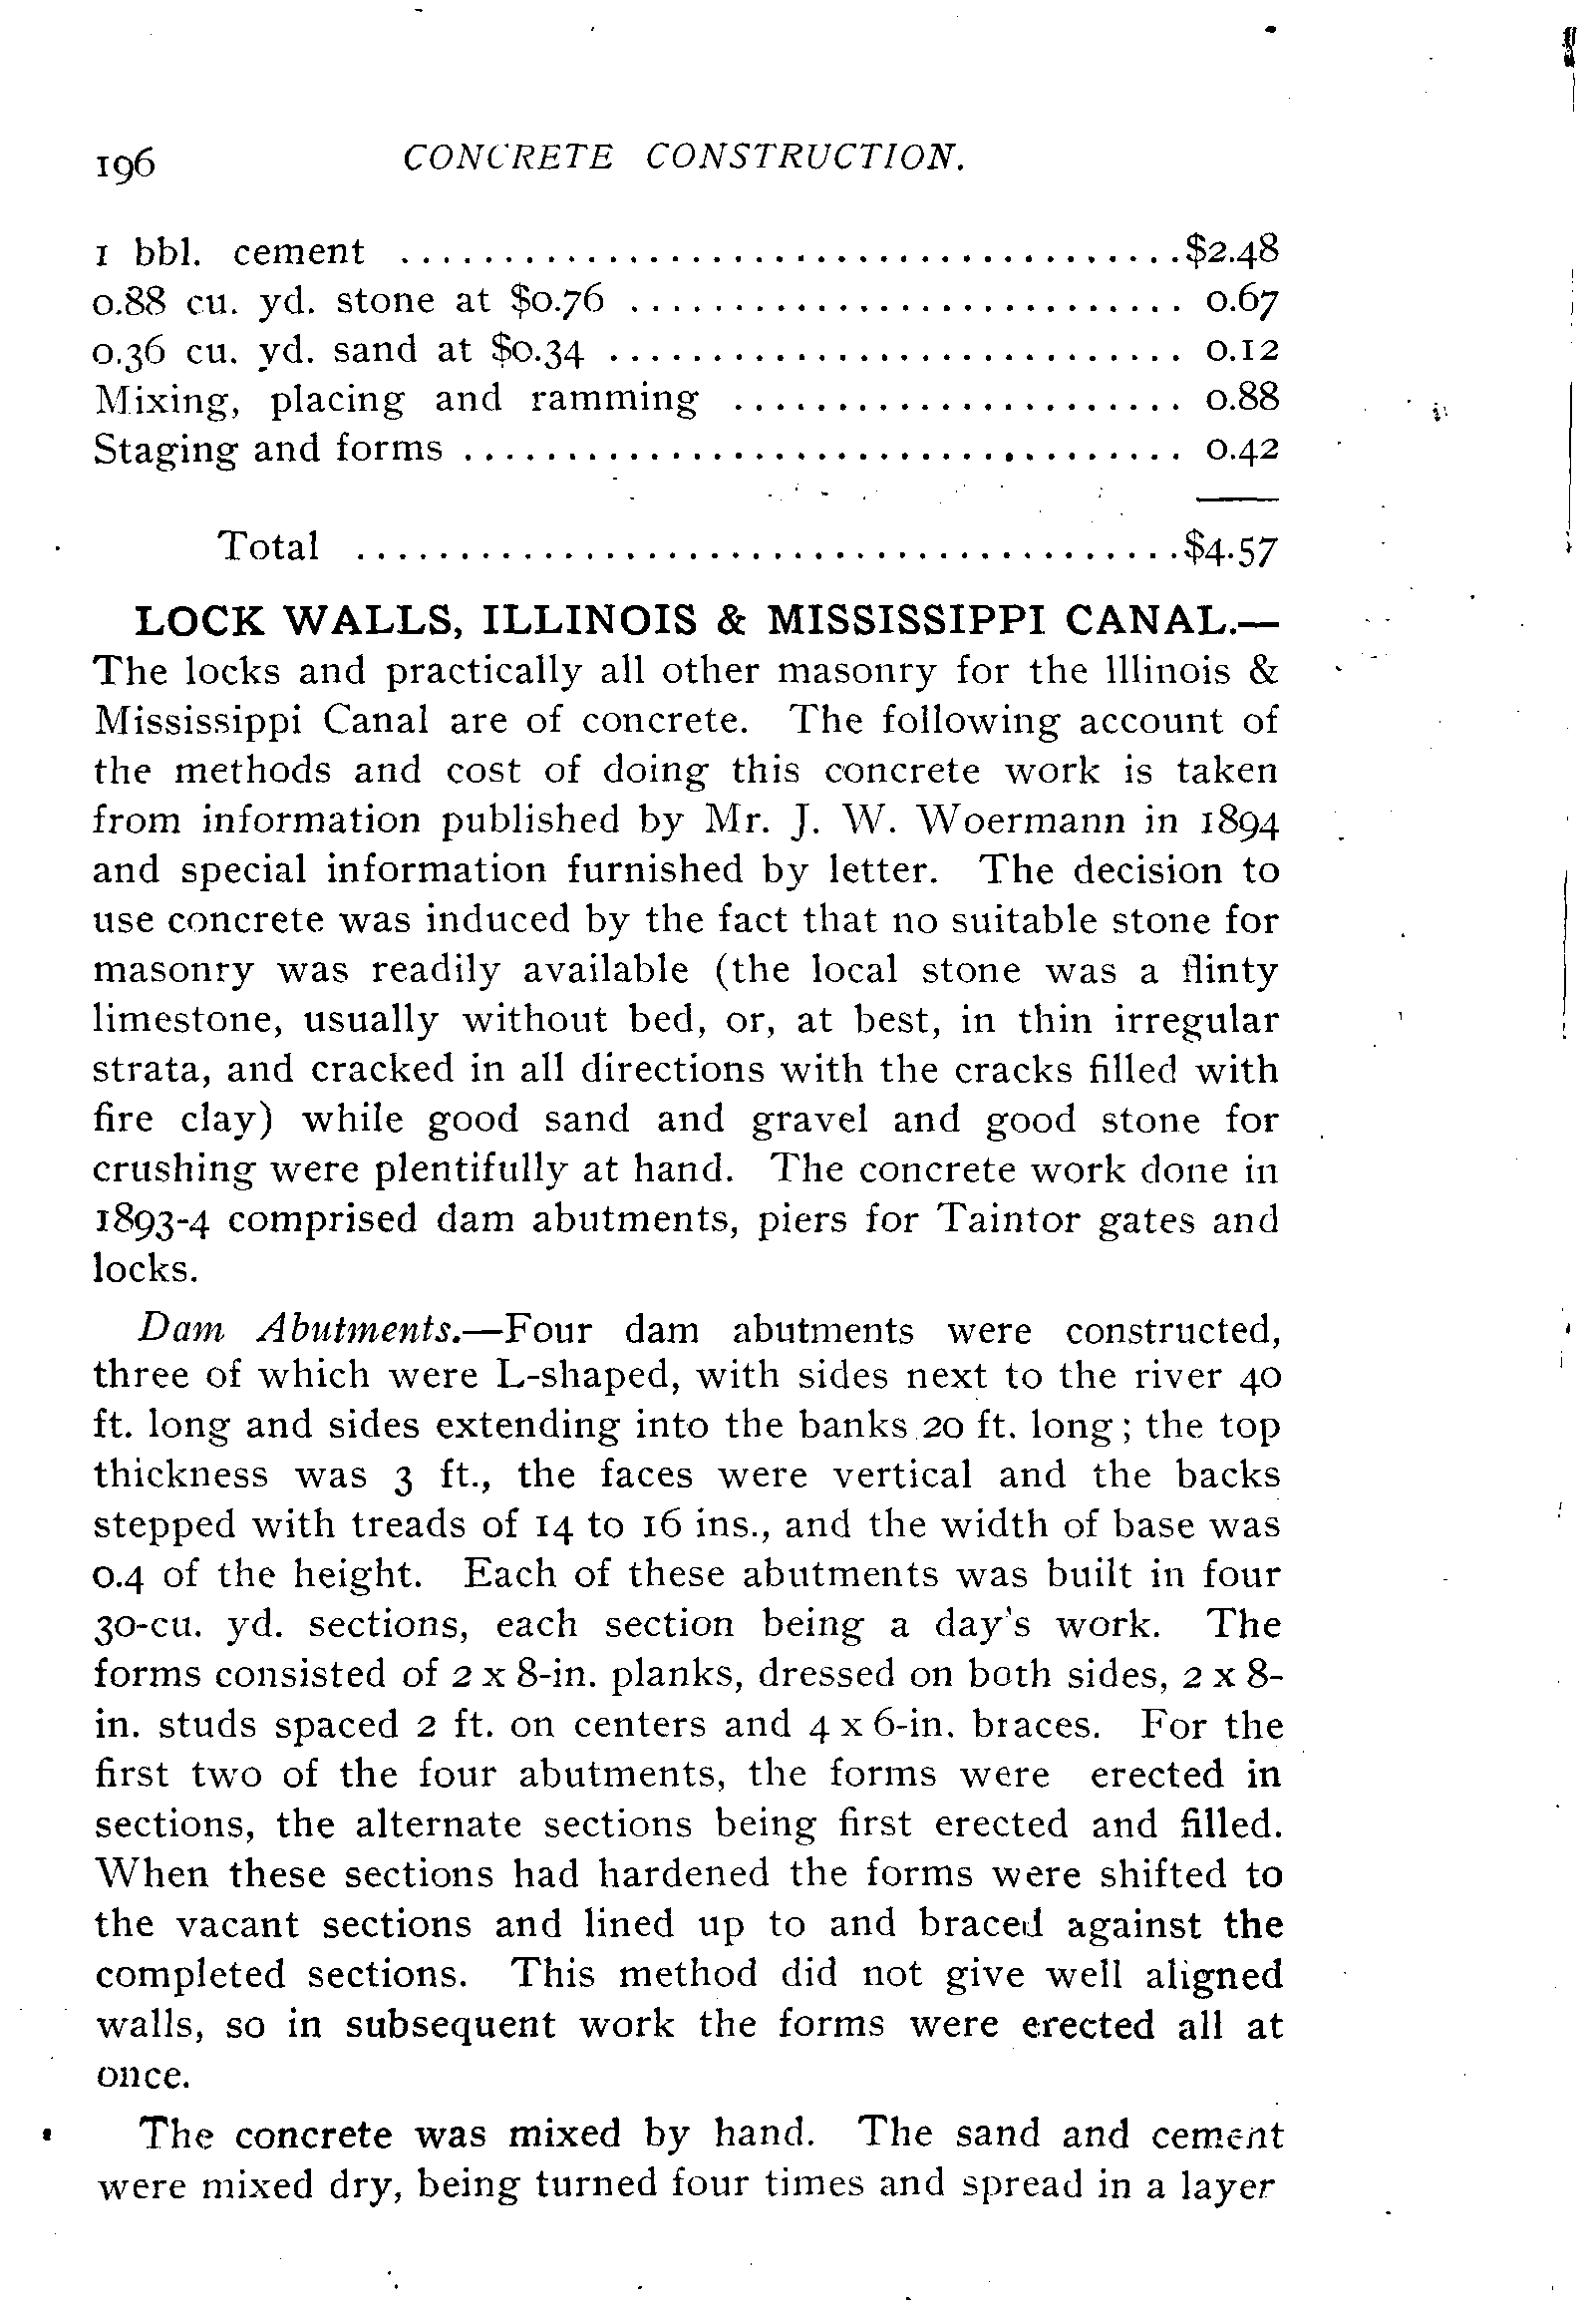 196 CONCRETE CONSTRUCTION.
1 bbl. cement ......................................$2.48
0.88 cu. yd. stone at $0.76 ........................... 0.67
0.36 cu. yd. sand at $0.34 ............................ 0.12
Mixing, placing and ramming ...................... 0.88
Staging and forms ................................... 0.42
Total ........................................$4.57
LOCK WALLS, ILLINOIS & MISSISSIPPI CANAL.—
The locks and practically all other masonry for the Illinois &
Mississippi Canal are of concrete. The following account of
the methods and cost of doing this concrete work is taken
from information published by Mr. J. W. Woermann in 1894
and special information furnished by letter. The decision to
use concrete was induced by the fact that no suitable stone for
masonry was readily available (the local stone was a flinty
limestone, usually without bed, or, at best, in thin irregular
strata, and cracked in all directions with the cracks filled with
fire clay) while good sand and gravel and good stone for
crushing were plentifully at hand. The concrete work done in
1893-4 comprised dam abutments, piers for Taintor gates and
locks.
Dam Abutments.—Four dam abutments were constructed,
three of which were L-shaped, with sides next to the river 40
ft. long and sides extending into the banks 20 ft. long; the top
thickness was 3 ft., the faces were vertical and the backs
stepped with treads of 14 to 16 ins., and the width of base was
0.4 of the height. Each of these abutments was built in four
30-cu. yd. sections, each section being a day's work. The
forms consisted of 2 x 8-in. planks, dressed on both sides, 2 x 8-
in. studs spaced 2 ft. on centers and 4 x 6-in. braces. For the
first two of the four abutments, the forms were erected in
sections, the alternate sections being first erected and filled.
When these sections had hardened the forms were shifted to
the vacant sections and lined up to and braced against the
completed sections. This method did not give well aligned
walls, so in subsequent work the forms were erected all at
once.
The concrete was mixed by hand. The sand and cement
were mixed dry, being turned four times and spread in a layer